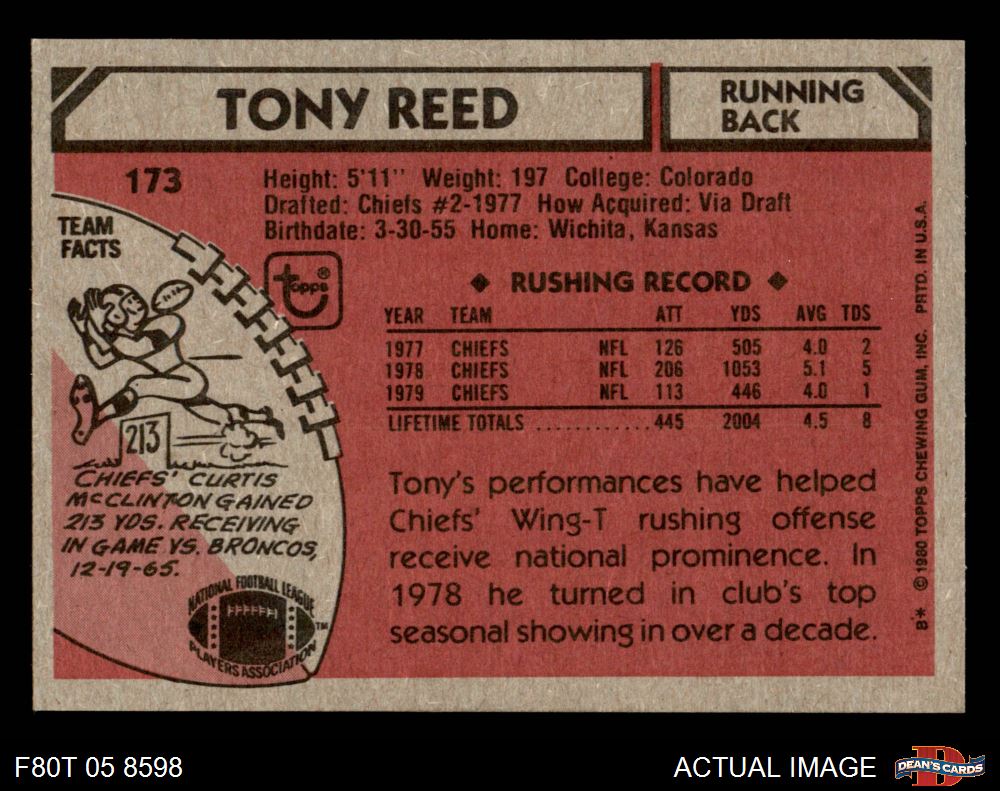 TONY REED
RUNNING
BACK
173
Height: 5'11" Weight: 197 College: Colorado
Drafted: Chiefs #2-1977 How Acquired: Via Draft
Birthdate: 3-30-55 Home: Wichita, Kansas
TEAM
FACTS
topps®
◆ RUSHING RECORD ◆
YEAR TEAM ATT YDS AVG TDS
1977 CHIEFS NFL 126 505 4.0 2
1978 CHIEFS NFL 206 1053 5.1 5
1979 CHIEFS NFL 113 446 4.0 1
LIFETIME TOTALS ............ 445 2004 4.5 8
213
CHIEFS' CURTIS
McCLINTON GAINED
213 YDS. RECEIVING
IN GAME VS. BRONCOS,
12-19-65.
NATIONAL FOOTBALL LEAGUE
PLAYERS ASSOCIATION
TM
Tony's performances have helped
Chiefs' Wing-T rushing offense
receive national prominence. In
1978 he turned in club's top
seasonal showing in over a decade.
B* © 1980 TOPPS CHEWING GUM, INC. PRTD. IN U.S.A.
F80T 05 8598
ACTUAL IMAGE
D
DEAN'S CARDS